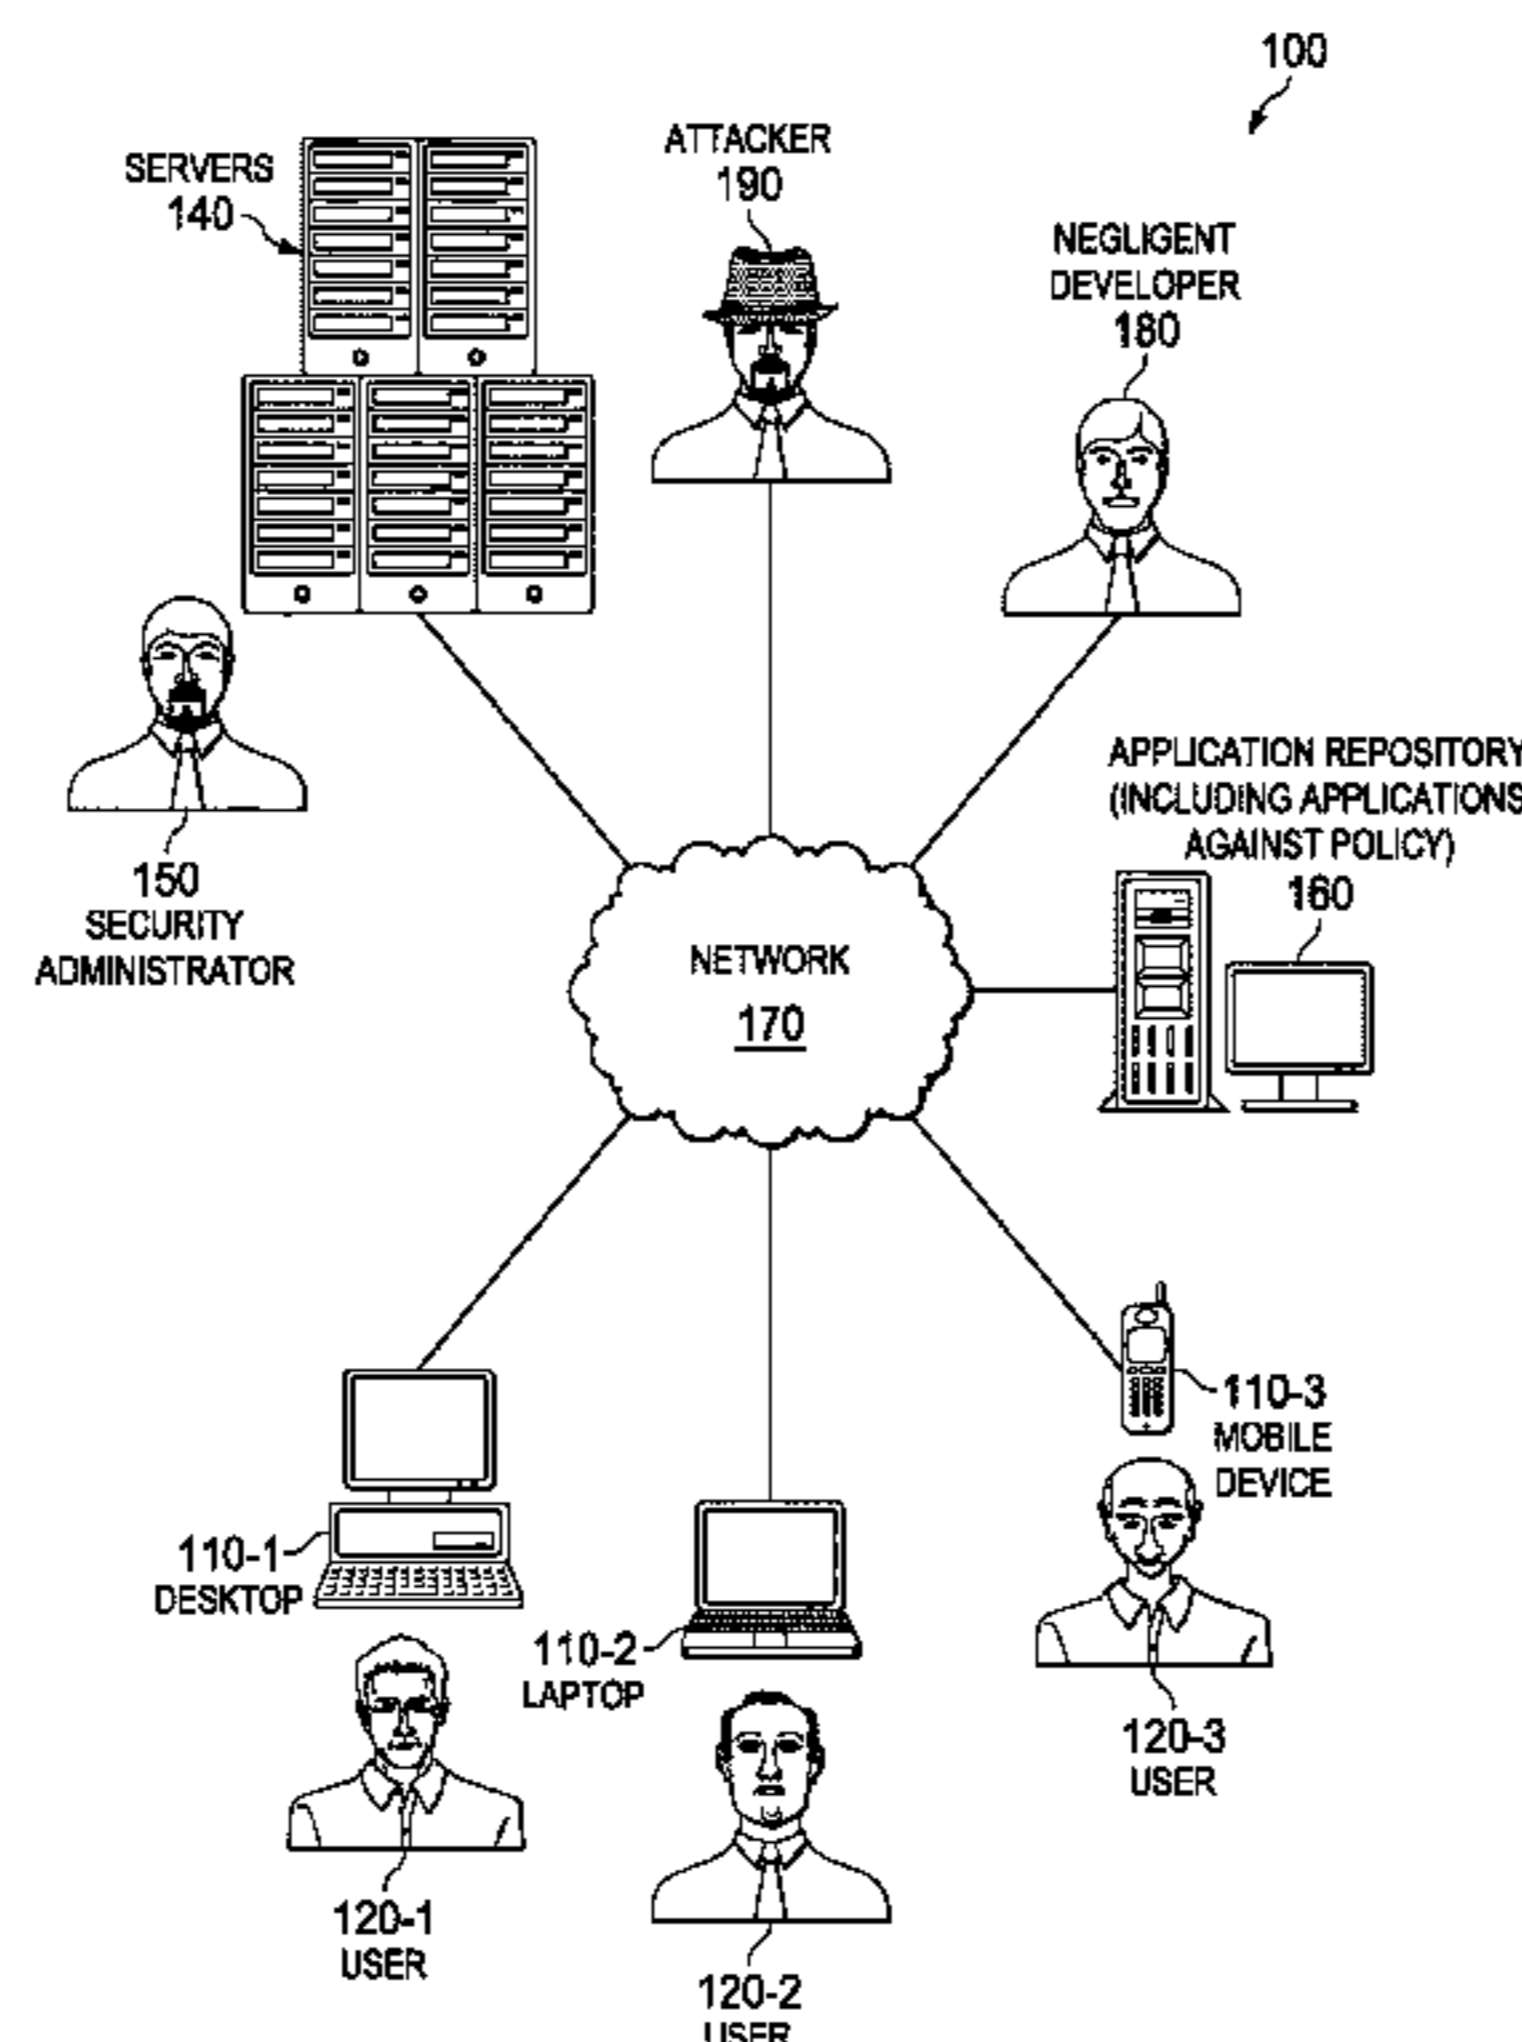 100
SERVERS
140
ATTACKER
190
NEGLIGENT
DEVELOPER
180
150
SECURITY
ADMINISTRATOR
APPLICATION REPOSITORY
(INCLUDING APPLICATIONS
AGAINST POLICY)
160
NETWORK
170
110-3
MOBILE
DEVICE
110-1
DESKTOP
110-2
LAPTOP
120-3
USER
120-1
USER
120-2
USER